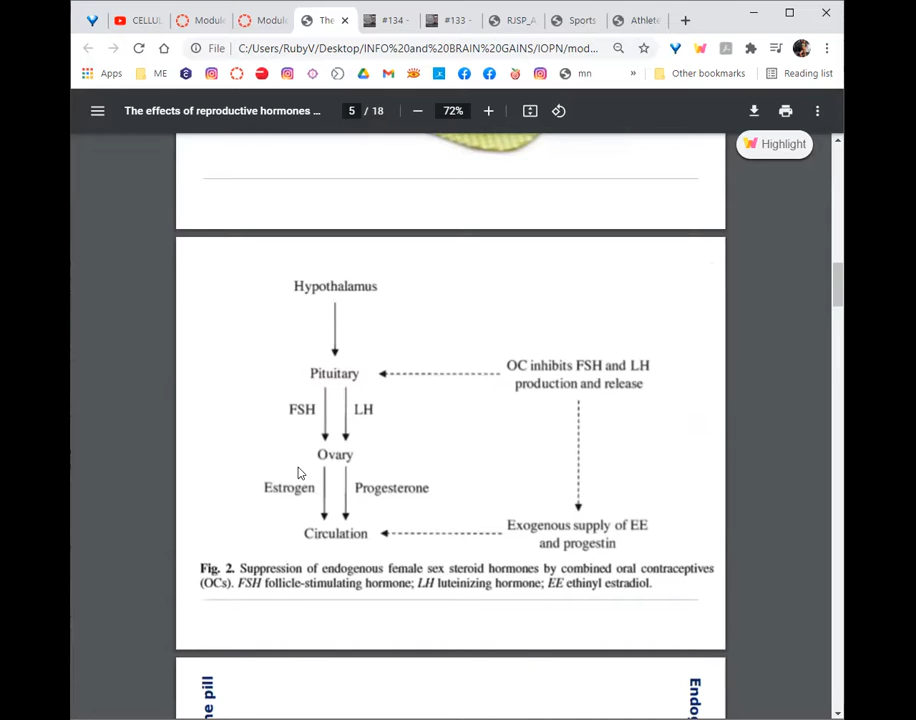 CELLUL
Module
Module
The
#134 -
#133 -
RJSP_A
Sports
Athlete
File
C:/Users/RubyV/Desktop/INFO%20and%20BRAIN%20GAINS/IOPN/mod...
Apps
ME
mn
»
Other bookmarks
Reading list
The effects of reproductive hormones ...
5 / 18
72%
Highlight
Hypothalamus
Pituitary
OC inhibits FSH and LH
production and release
FSH
LH
Ovary
Estrogen
Progesterone
Circulation
Exogenous supply of EE
and progestin
Fig. 2. Suppression of endogenous female sex steroid hormones by combined oral contraceptives
(OCs). FSH follicle-stimulating hormone; LH luteinizing hormone; EE ethinyl estradiol.
ne pill
Endog